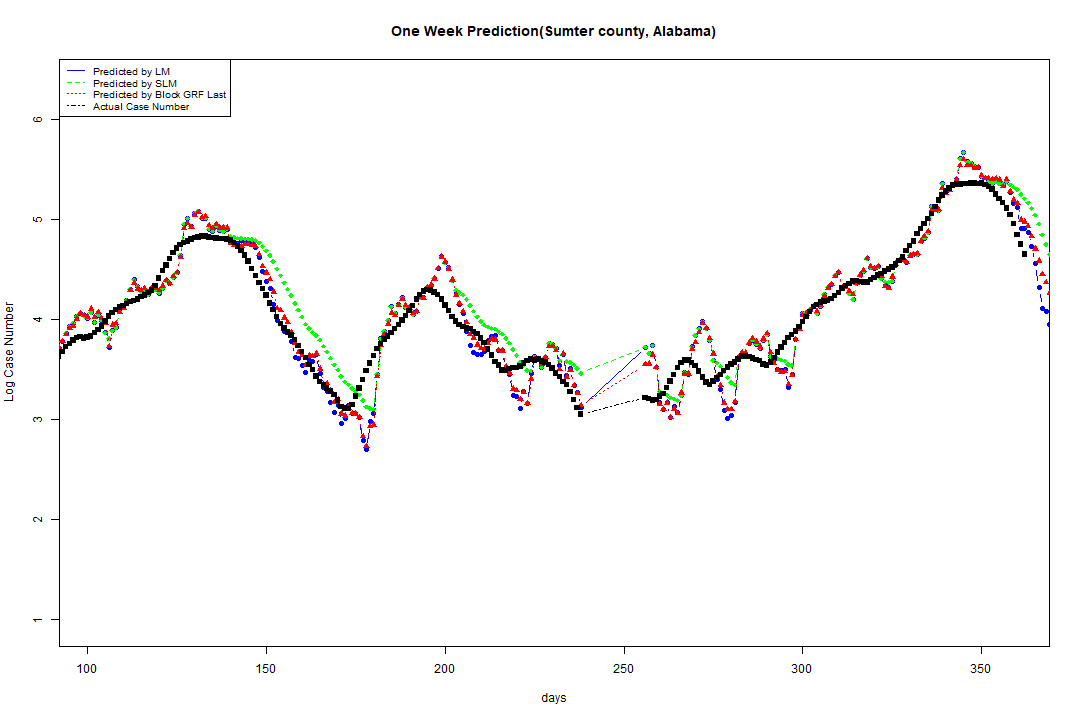 One Week Prediction(Sumter county, Alabama)
Predicted by LM
Predicted by SLM
Predicted by Block GRF Last
Actual Case Number
Log Case Number
6
5
4
3
2
1
100 150 200 250 300 350
days